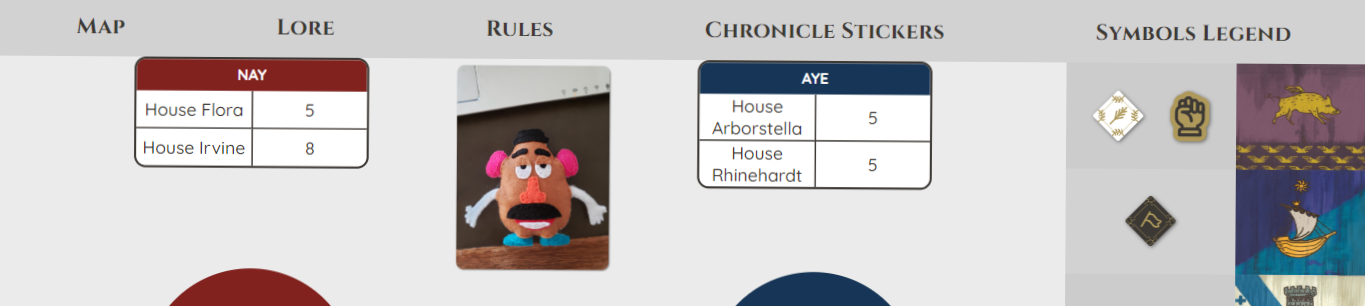 Map
Lore
Rules
Chronicle Stickers
Symbols Legend
NAY
House Flora 5
House Irvine 8
AYE
House
Arborstella 5
House
Rhinehardt 5